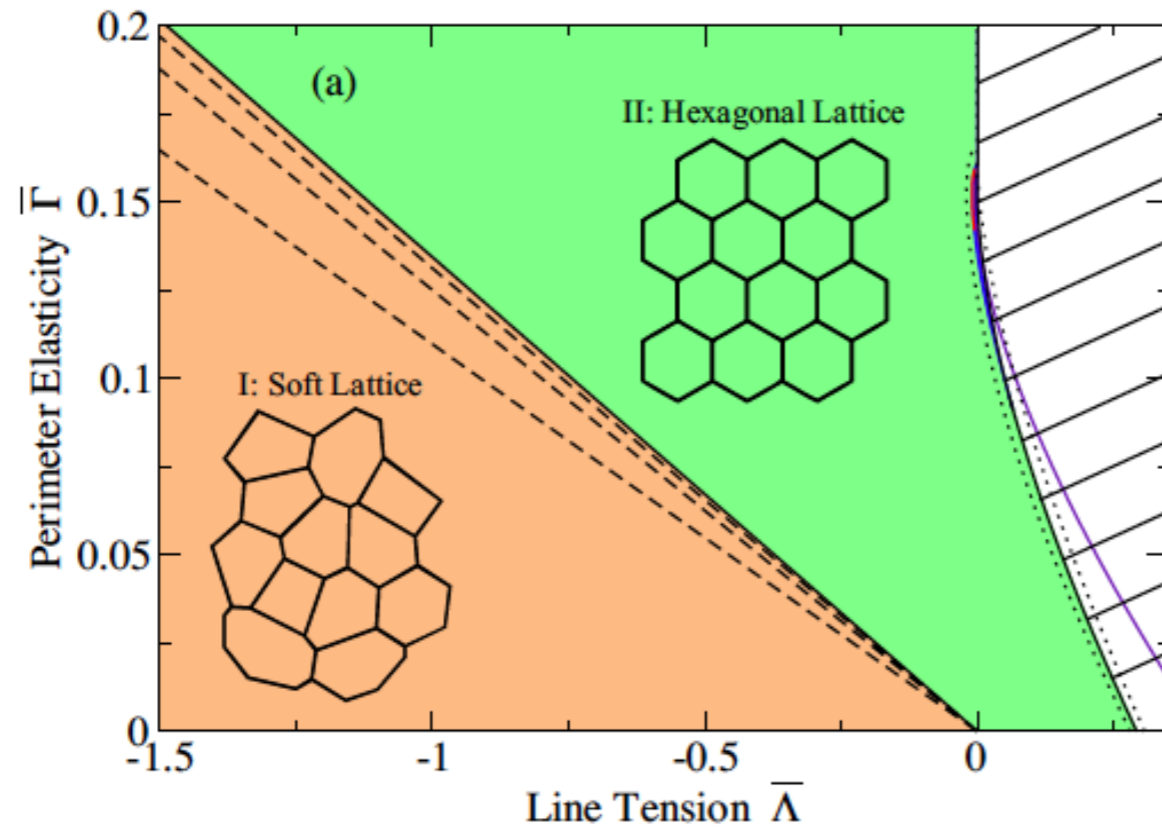 0.2
(a)
II: Hexagonal Lattice
0.15
Perimeter Elasticity Γ̅
0.1
I: Soft Lattice
0.05
0
-1.5
-1
-0.5
0
Line Tension Λ̅